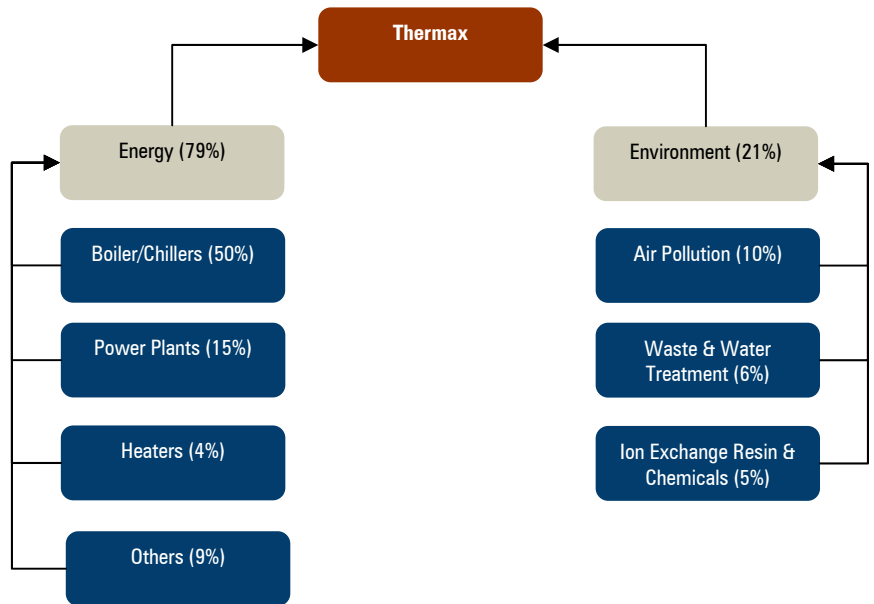 Thermax
Energy (79%)
Environment (21%)
Boiler/Chillers (50%)
Air Pollution (10%)
Power Plants (15%)
Waste & Water
Treatment (6%)
Heaters (4%)
Ion Exchange Resin &
Chemicals (5%)
Others (9%)